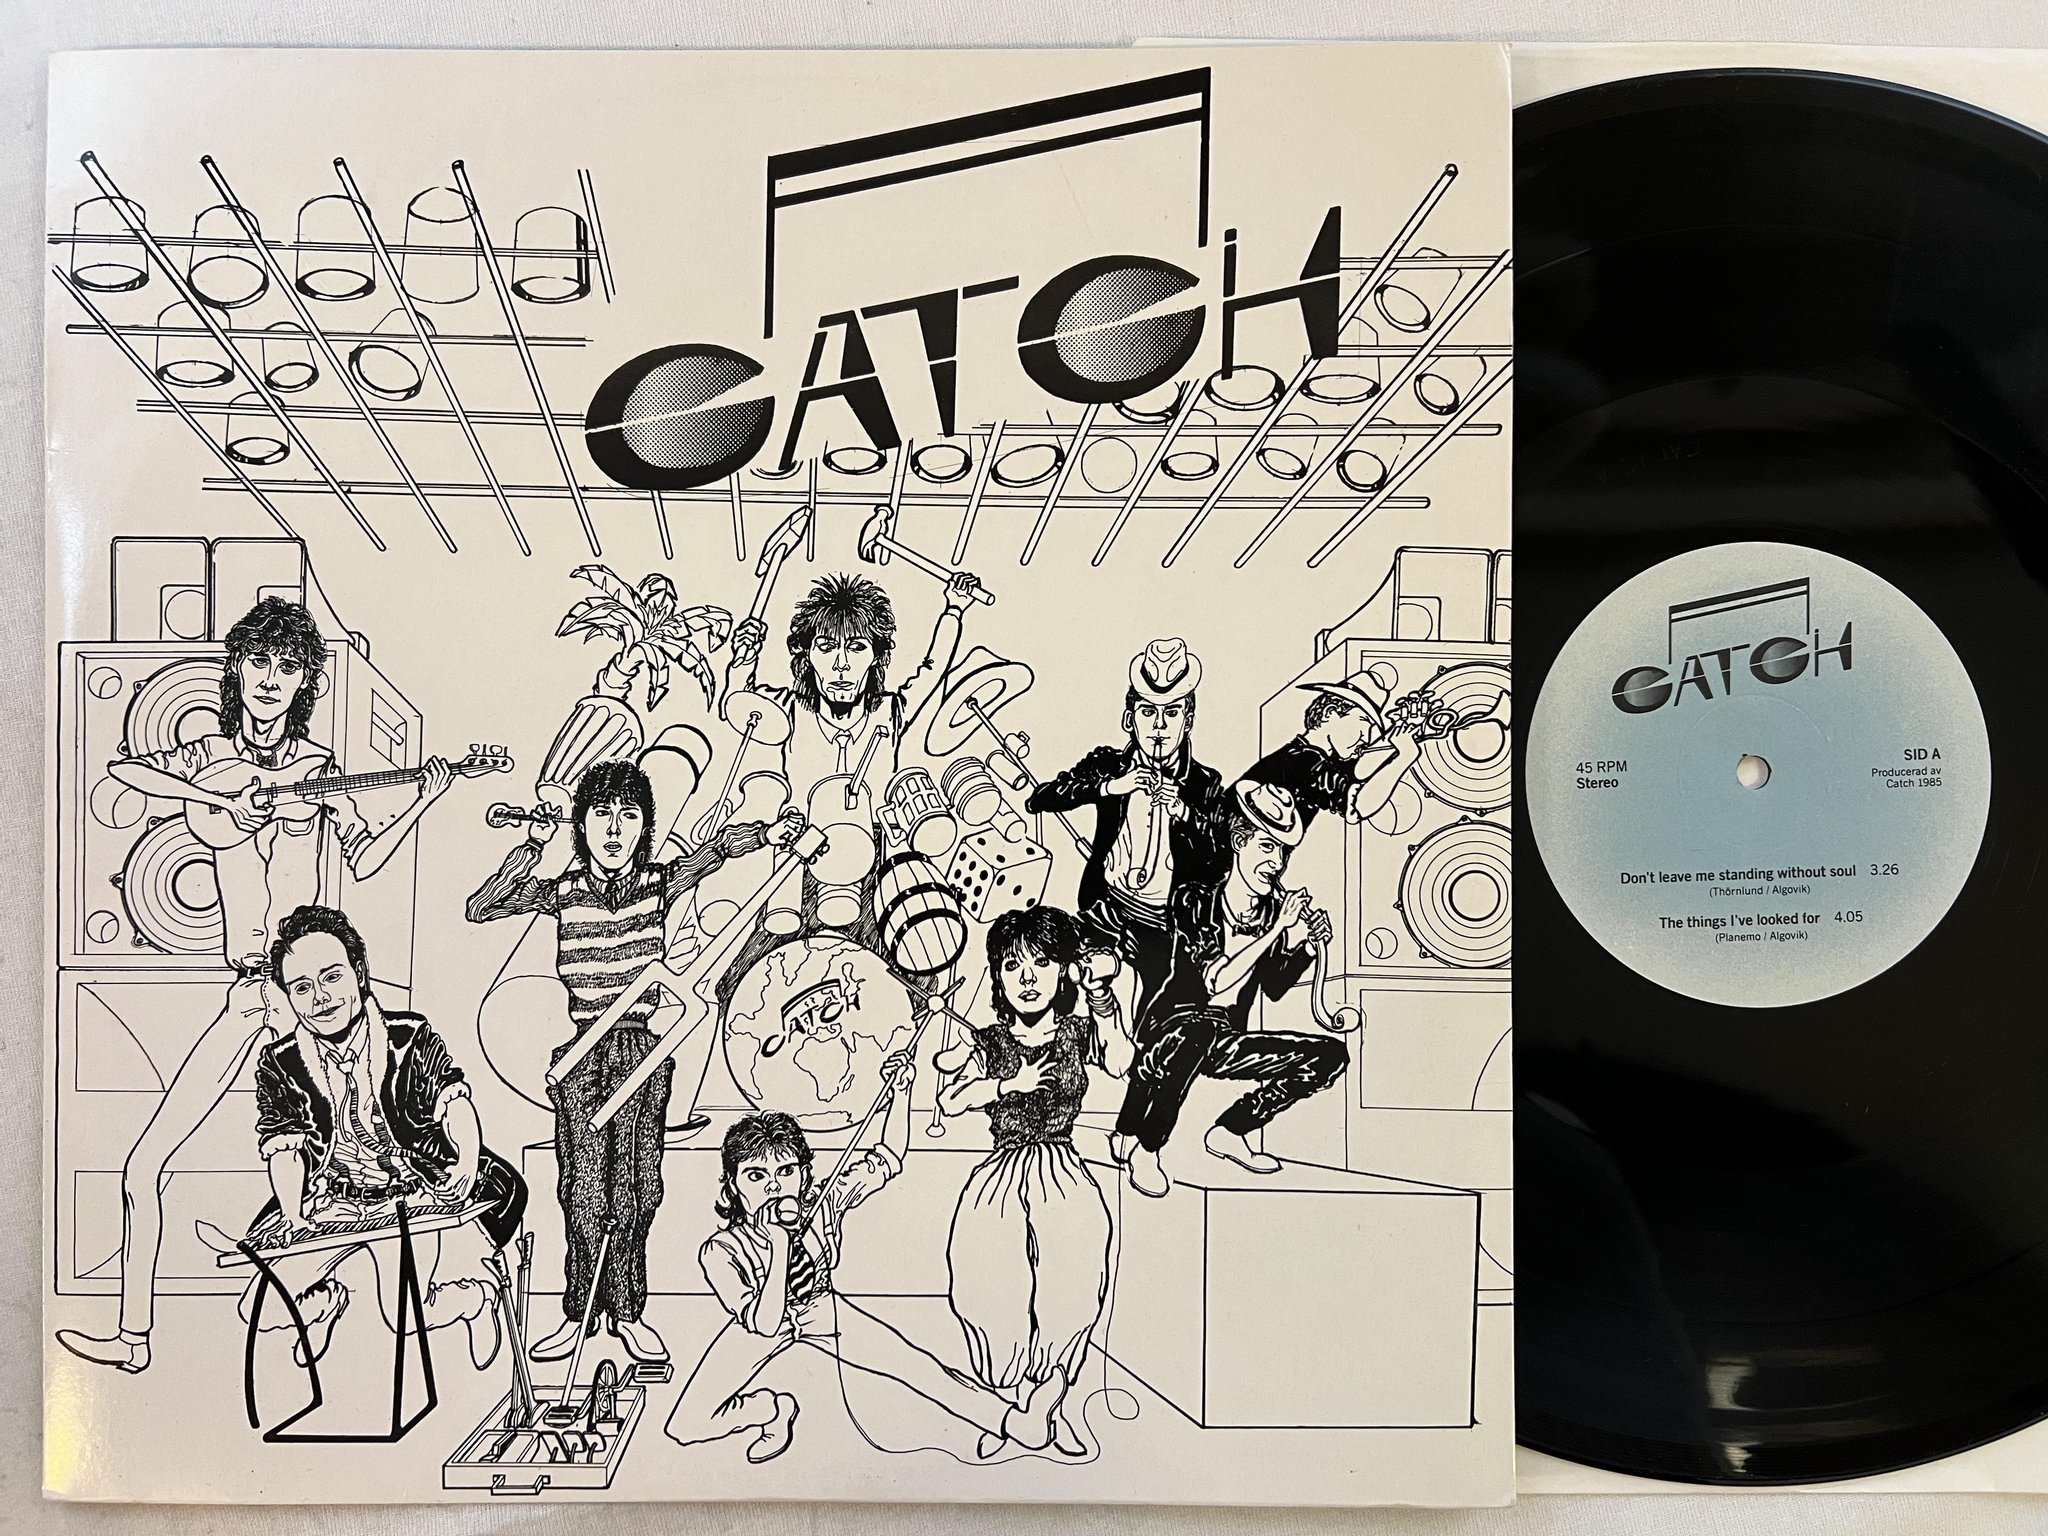 CATCH
CATCH
CATCH
45 RPM
Stereo
SID A
Producerad av
Catch 1985
Don't leave me standing without soul 3.26
(Thörnlund / Algovik)
The things I've looked for 4.05
(Planemo / Algovik)